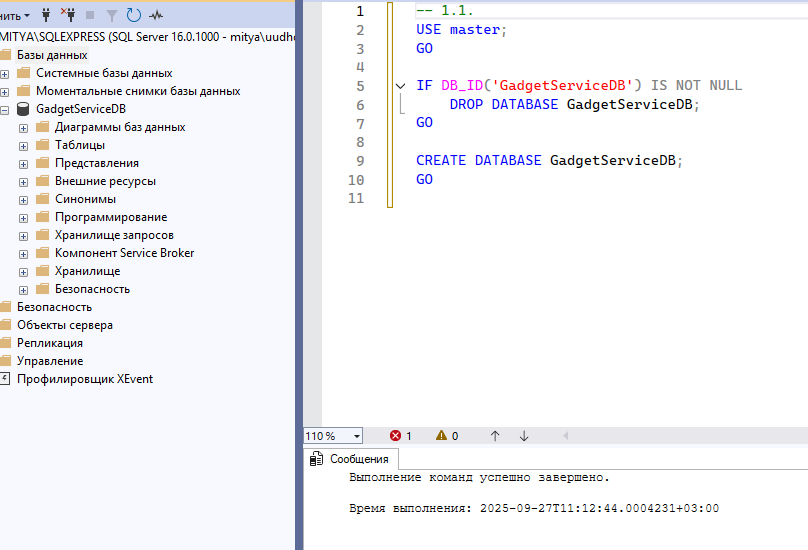 нить
MITYA\SQLEXPRESS (SQL Server 16.0.1000 - mitya\uudh
Базы данных
Системные базы данных
Моментальные снимки базы данных
GadgetServiceDB
Диаграммы баз данных
Таблицы
Представления
Внешние ресурсы
Синонимы
Программирование
Хранилище запросов
Компонент Service Broker
Хранилище
Безопасность
Безопасность
Объекты сервера
Репликация
Управление
Профилировщик XEvent
1 -- 1.1.
2 USE master;
3 GO
4
5 IF DB_ID('GadgetServiceDB') IS NOT NULL
6 DROP DATABASE GadgetServiceDB;
7 GO
8
9 CREATE DATABASE GadgetServiceDB;
10 GO
11
110 % 1 0
Сообщения
Выполнение команд успешно завершено.
Время выполнения: 2025-09-27T11:12:44.0004231+03:00